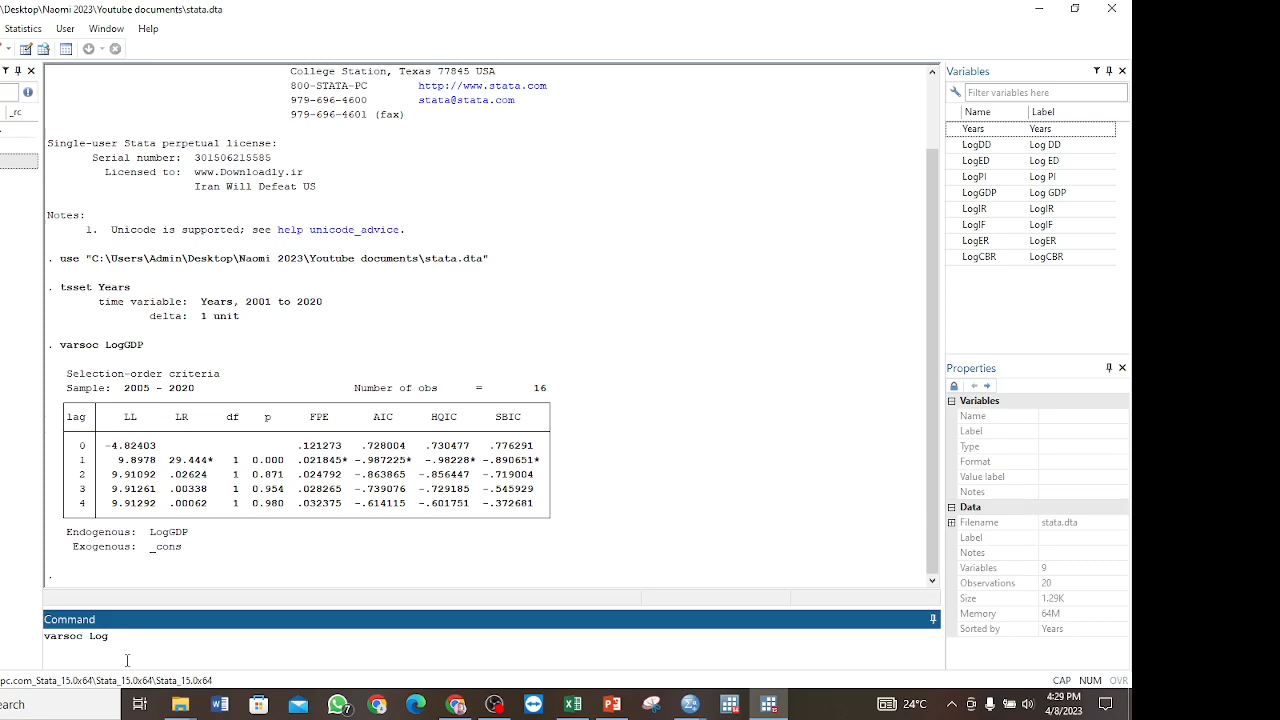 \Desktop\Naomi 2023\Youtube documents\stata.dta
Statistics User Window Help
College Station, Texas 77845 USA
800-STATA-PC http://www.stata.com
979-696-4600 stata@stata.com
979-696-4601 (fax)
Single-user Stata perpetual license:
Serial number: 301506215585
Licensed to: www.Downloadly.ir
Iran Will Defeat US
Notes:
1. Unicode is supported; see help unicode_advice.
. use "C:\Users\Admin\Desktop\Naomi 2023\Youtube documents\stata.dta"
. tsset Years
time variable: Years, 2001 to 2020
delta: 1 unit
. varsoc LogGDP
Selection-order criteria
Sample: 2005 - 2020 Number of obs = 16
lag LL LR df p FPE AIC HQIC SBIC
0 -4.82403 .121273 .728004 .730477 .776291
1 9.8978 29.444* 1 0.000 .021845* -.987225* -.98228* -.890651*
2 9.91092 .02624 1 0.871 .024792 -.863865 -.856447 -.719004
3 9.91261 .00338 1 0.954 .028265 -.739076 -.729185 -.545929
4 9.91292 .00062 1 0.980 .032375 -.614115 -.601751 -.372681
Endogenous: LogGDP
Exogenous: _cons
.
Command
varsoc Log
pc.com_Stata_15.0x64\Stata_15.0x64\Stata_15.0x64
_rc
Variables
Filter variables here
Name Label
Years Years
LogDD Log DD
LogED Log ED
LogPI Log PI
LogGDP Log GDP
LogIR LogIR
LogIF LogIF
LogER LogER
LogCBR LogCBR
Properties
Variables
Name
Label
Type
Format
Value label
Notes
Data
Filename stata.dta
Label
Notes
Variables 9
Observations 20
Size 1.29K
Memory 64M
Sorted by Years
CAP NUM OVR
earch
24°C
4:29 PM
4/8/2023